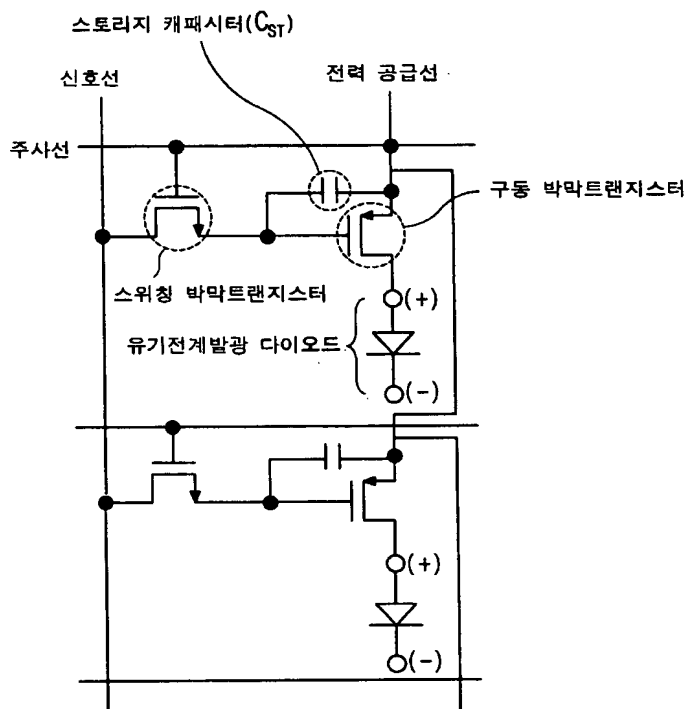 스토리지 캐패시터(C_ST)
신호선
전력 공급선
주사선
구동 박막트랜지스터
스위칭 박막트랜지스터
(+)
유기전계발광 다이오드
(-)
(+)
(-)